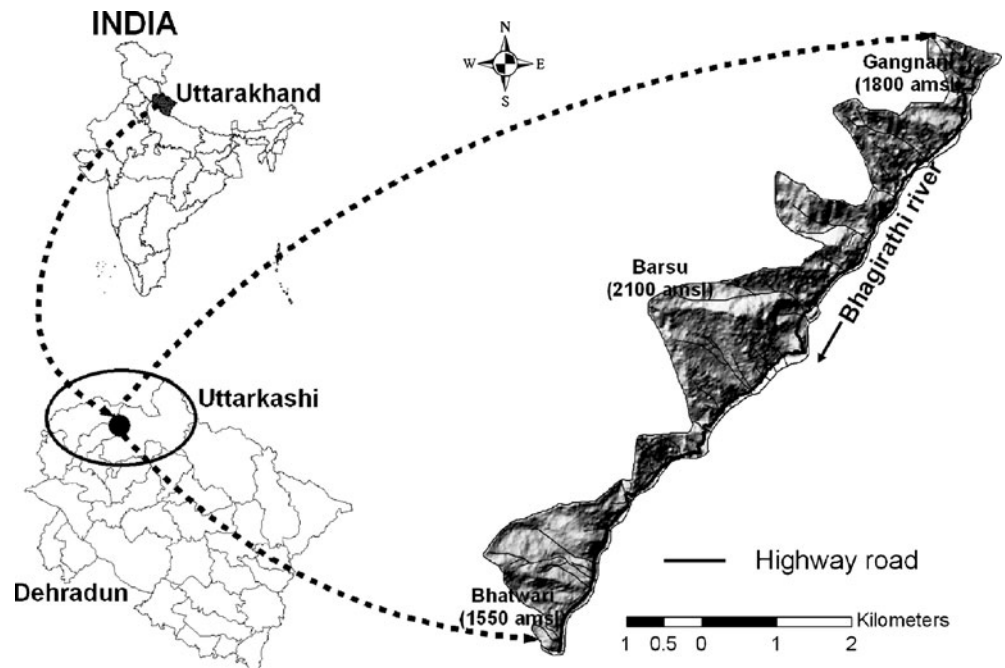 INDIA
Uttarakhand
N
W E
S
Gangnani
(1800 amsl)
Bhagirathi river
Barsu
(2100 amsl)
Uttarkashi
Dehradun
Bhatwari
(1550 amsl)
Highway road
Kilometers
1 0.5 0 1 2